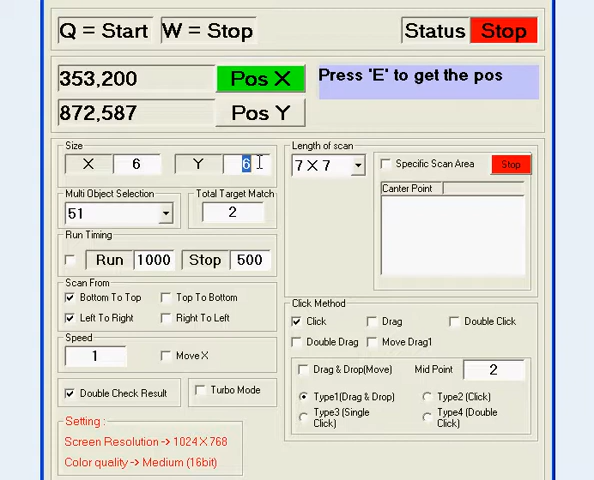 Q = Start W = Stop Status Stop
353,200 Pos X Press 'E' to get the pos
872,587 Pos Y
Size
X 6 Y 6
Length of scan
7 X 7
Specific Scan Area Stop
Canter Point
Multi Object Selection
51
Total Target Match
2
Run Timing
Run 1000 Stop 500
Scan From
Bottom To Top Top To Bottom
Left To Right Right To Left
Speed
1 Move X
Double Check Result Turbo Mode
Click Method
Click Drag Double Click
Double Drag Move Drag1
Drag & Drop(Move) Mid Point 2
Type1(Drag & Drop) Type2 (Click)
Type3 (Single
Click)
Type4 (Double
Click)
Setting :
Screen Resolution -> 1024 X 768
Color quality -> Medium (16bit)